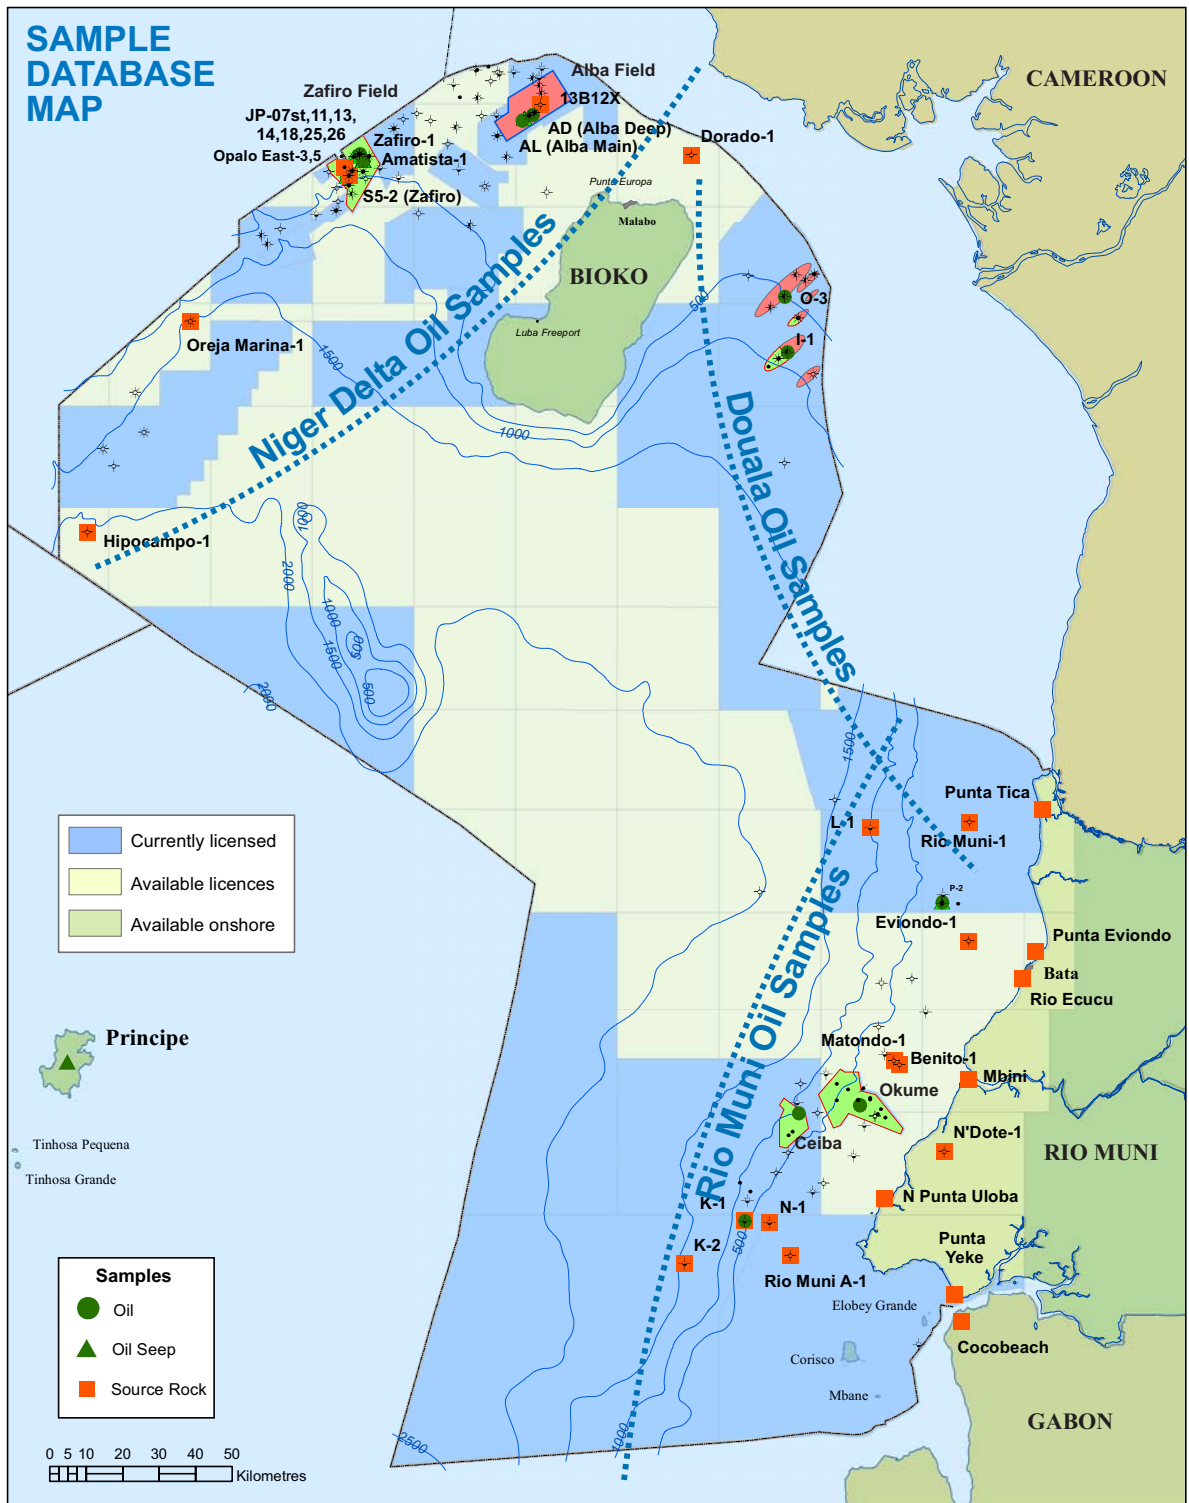 SAMPLE
DATABASE
MAP
CAMEROON
Alba Field
Zafiro Field
13B12X
JP-07st,11,13,
14,18,25,26
AD (Alba Deep)
AL (Alba Main)
Dorado-1
Zafiro-1
Opalo East-3,5
Amatista-1
S5-2 (Zafiro)
Punta Europa
Malabo
BIOKO
Luba Freeport
O-3
I-1
500
Oreja Marina-1
1500
1000
Niger Delta Oil Samples
Douala Oil Samples
Hipocampo-1
1000
2000
1000
1500
500
500
2000
1500
Punta Tica
L-1
Rio Muni-1
P-2
Eviondo-1
Punta Eviondo
Bata
Rio Ecucu
Currently licensed
Available licences
Available onshore
Rio Muni Oil Samples
Matondo-1
Benito-1
Mbini
Okume
Ceiba
N'Dote-1
RIO MUNI
Principe
Tinhosa Pequena
Tinhosa Grande
N Punta Uloba
K-1
N-1
K-2
500
Rio Muni A-1
Punta
Yeke
Elobey Grande
Cocobeach
Corisco
Mbane
GABON
1000
2500
Samples
Oil
Oil Seep
Source Rock
0 5 10 20 30 40 50
Kilometres